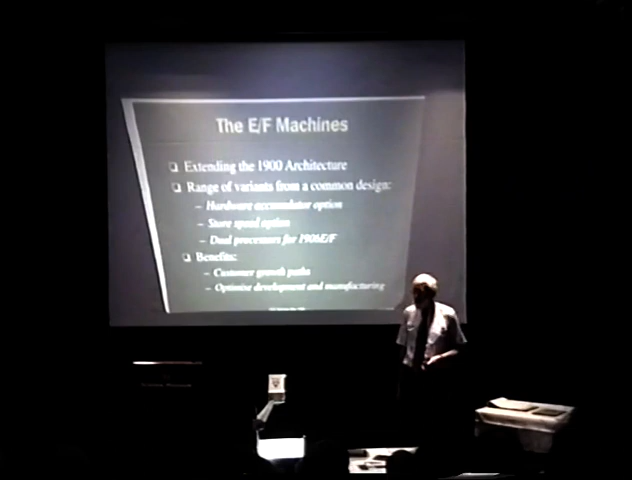 The E/F Machines
❏ Extending the 1900 Architecture
❏ Range of variants from a common design:
– Hardware accumulator option
– Store speed option
– Dual processors for 1906E/F
❏ Benefits:
– Customer growth paths
– Optimise development and manufacturing